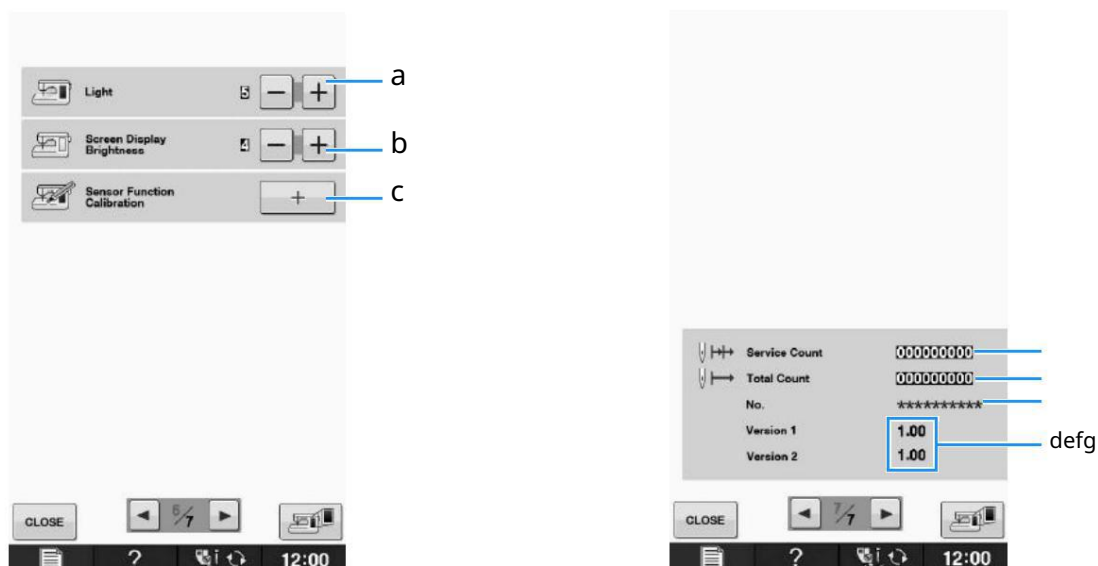 Light 5 − + a
Screen Display
Brightness 4 − + b
Sensor Function
Calibration + c
CLOSE 6/7
? 12:00
Service Count 000000000
Total Count 000000000
No. **********
Version 1 1.00
Version 2 1.00
defg
CLOSE 7/7
? 12:00